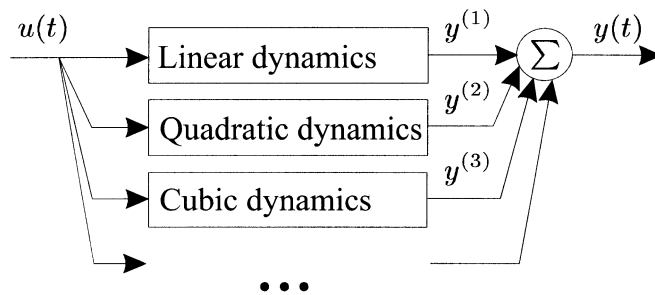 u(t)
y^{(1)}
y(t)
Linear dynamics
Σ
y^{(2)}
Quadratic dynamics
y^{(3)}
Cubic dynamics
•••